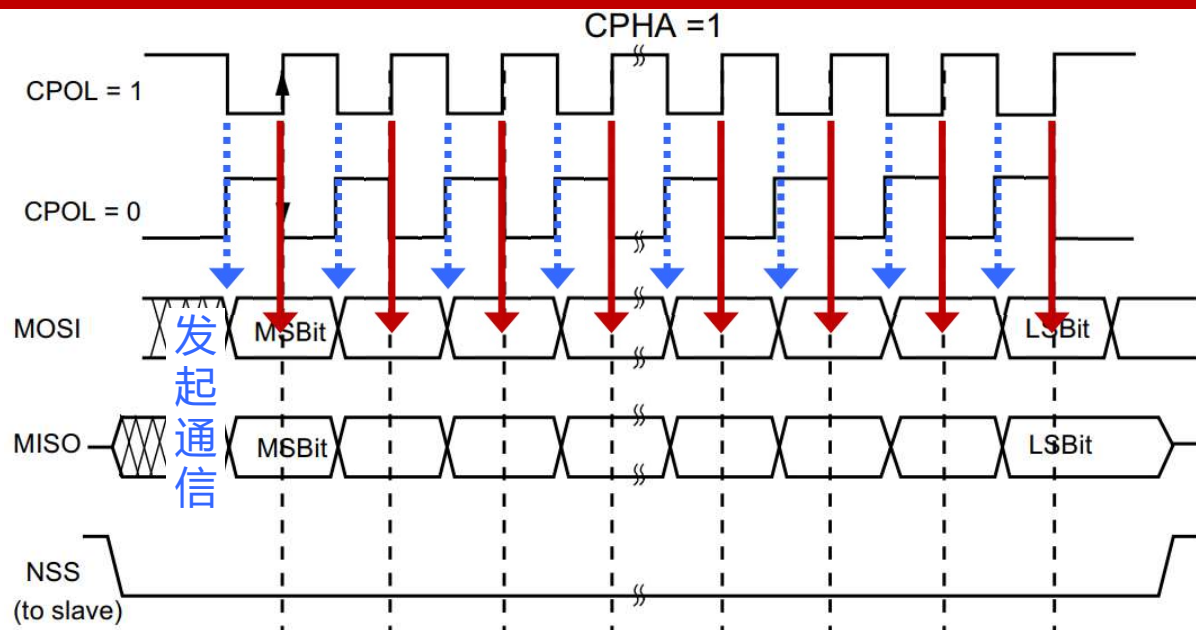 CPHA =1
CPOL = 1
CPOL = 0
MOSI
MSBit
LSBit
发起通信
MISO
MSBit
LSBit
NSS
(to slave)